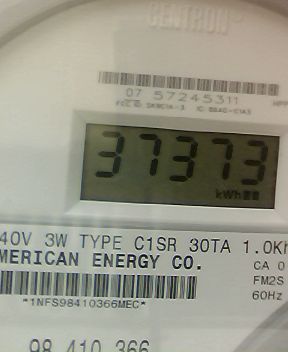 CENTRON
07 57245311
37373
kWh
40V 3W TYPE C1SR 30TA 1.0Kh
MERICAN ENERGY CO.
CA 0
FM2S
60Hz
*1NFS98410366MEC*
98 410 366